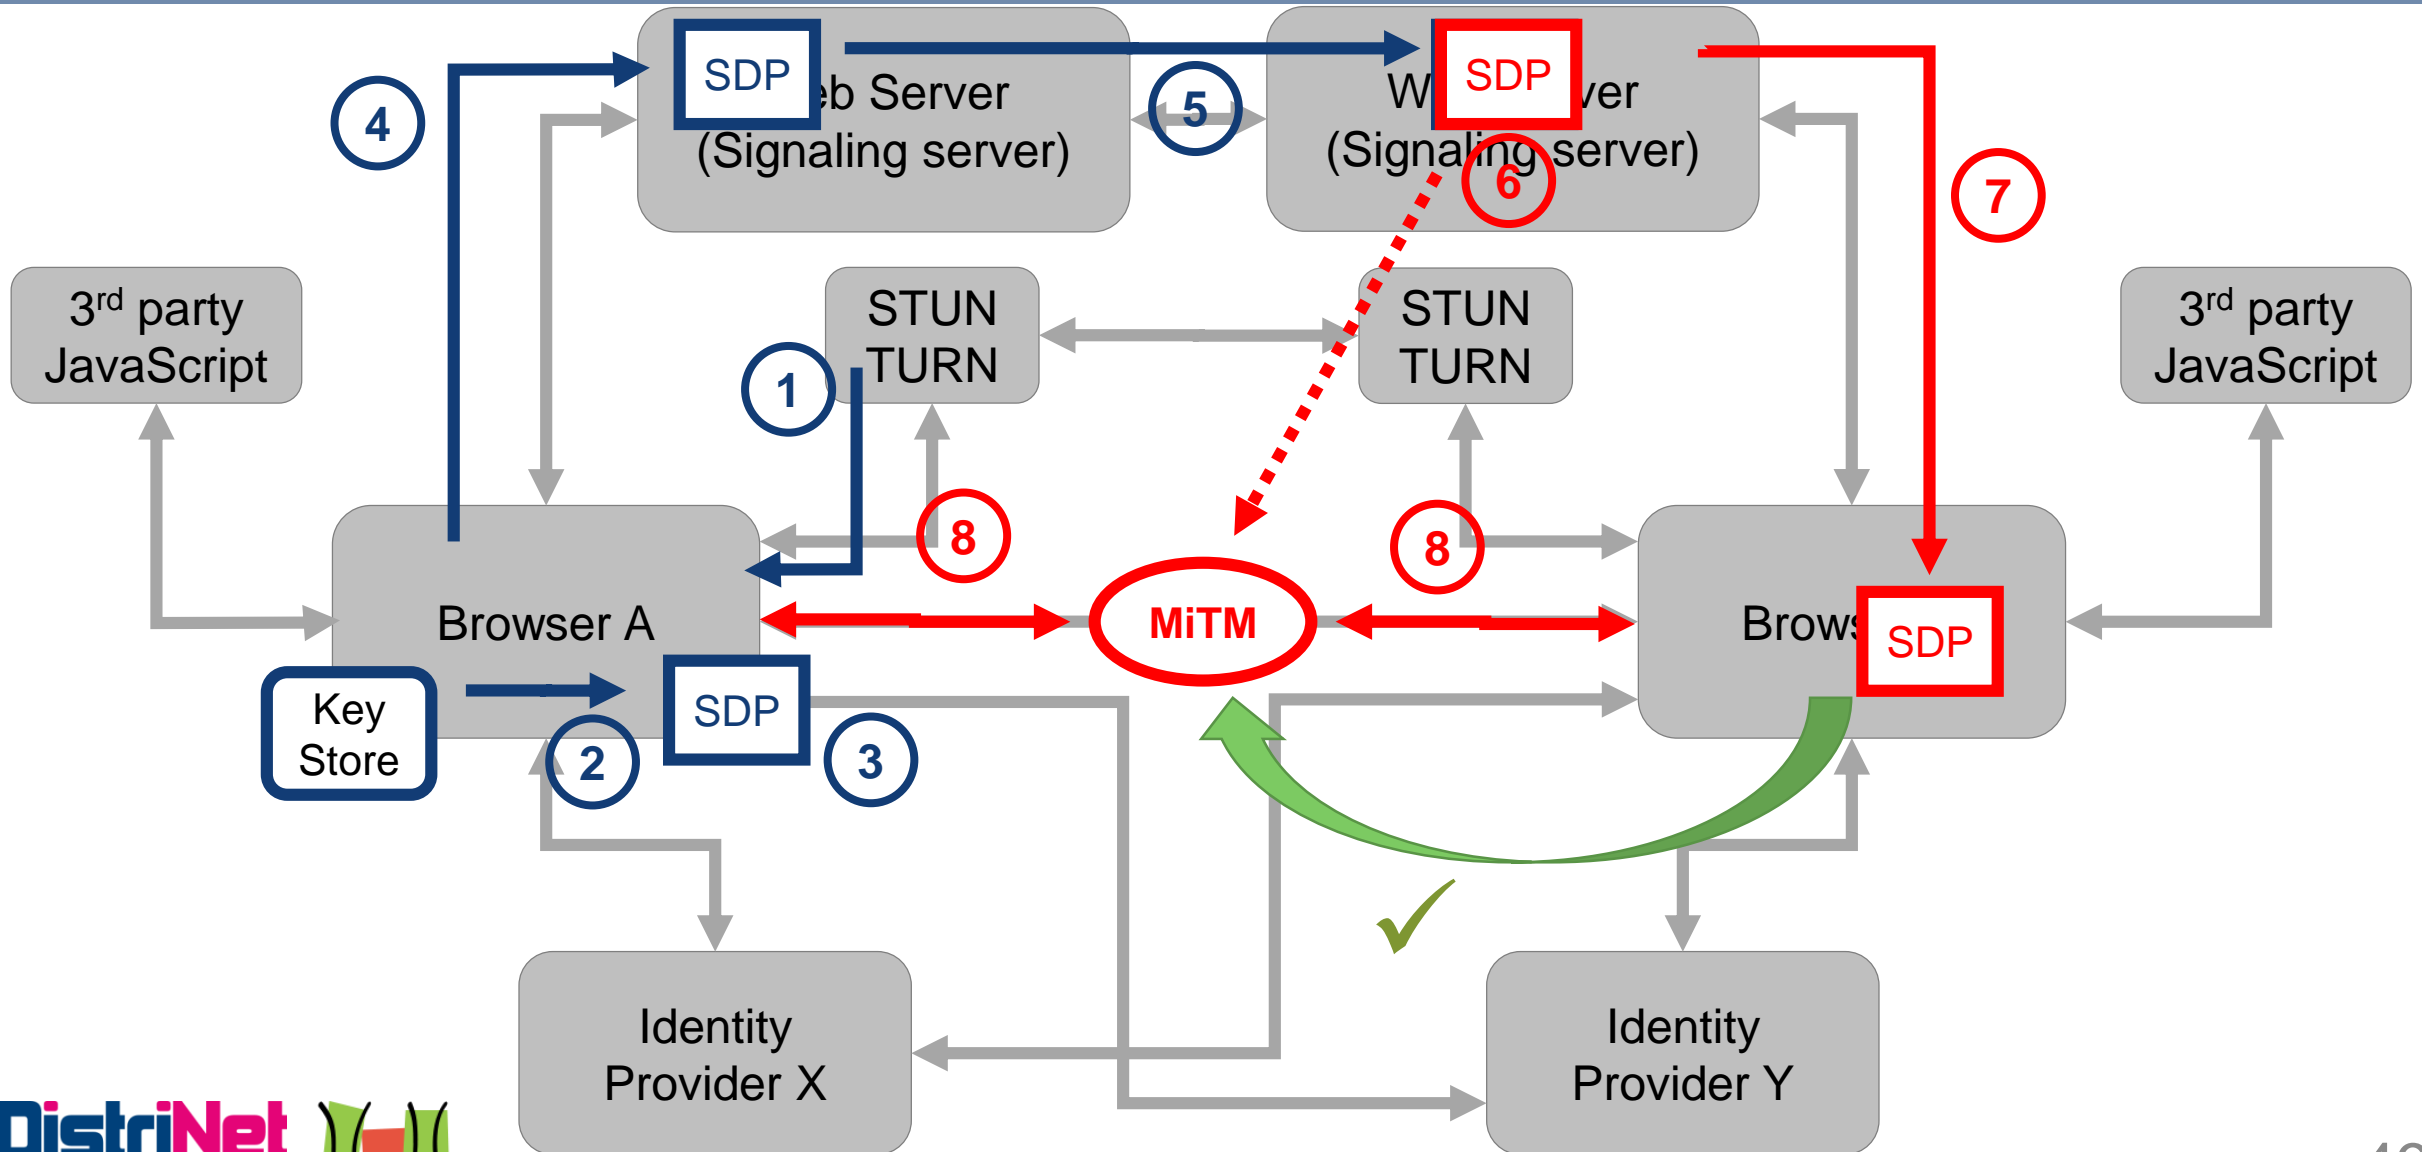 SDP
eb Server
(Signaling server)
SDP
W ver
(Signaling server)
4
5
6
7
3rd party
JavaScript
STUN
TURN
STUN
TURN
3rd party
JavaScript
1
8
8
Browser A
MiTM
Brows
SDP
Key
Store
SDP
2
3
Identity
Provider X
Identity
Provider Y
DistriNet